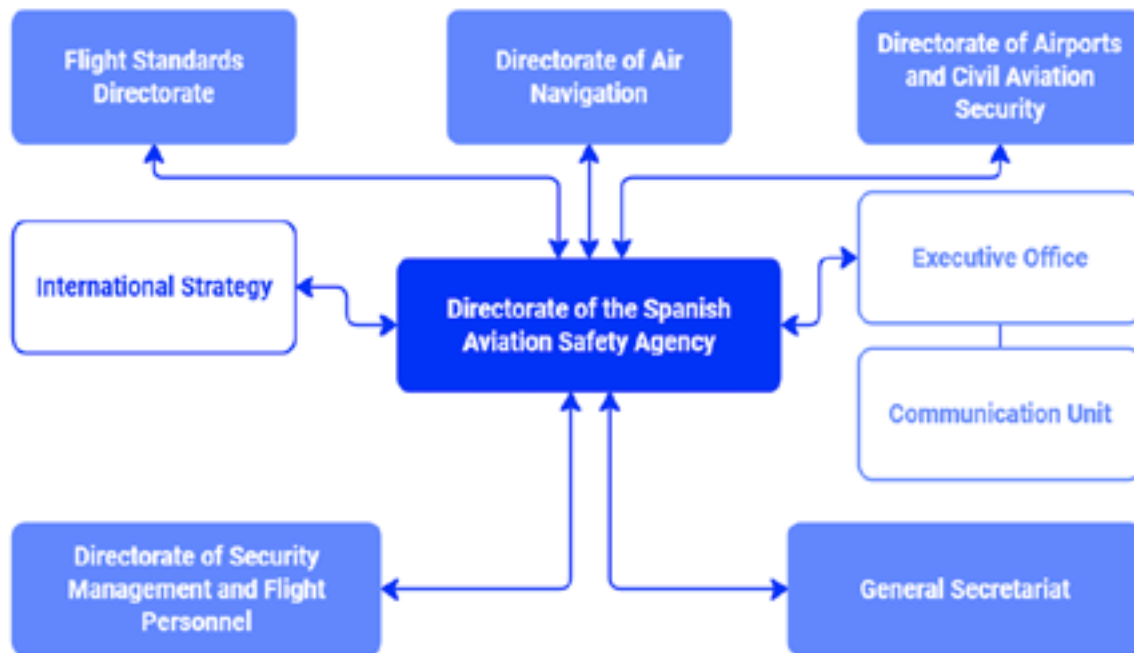 Flight Standards
Directorate
Directorate of Air
Navigation
Directorate of Airports
and Civil Aviation
Security
International Strategy
Directorate of the Spanish
Aviation Safety Agency
Executive Office
Communication Unit
Directorate of Security
Management and Flight
Personnel
General Secretariat